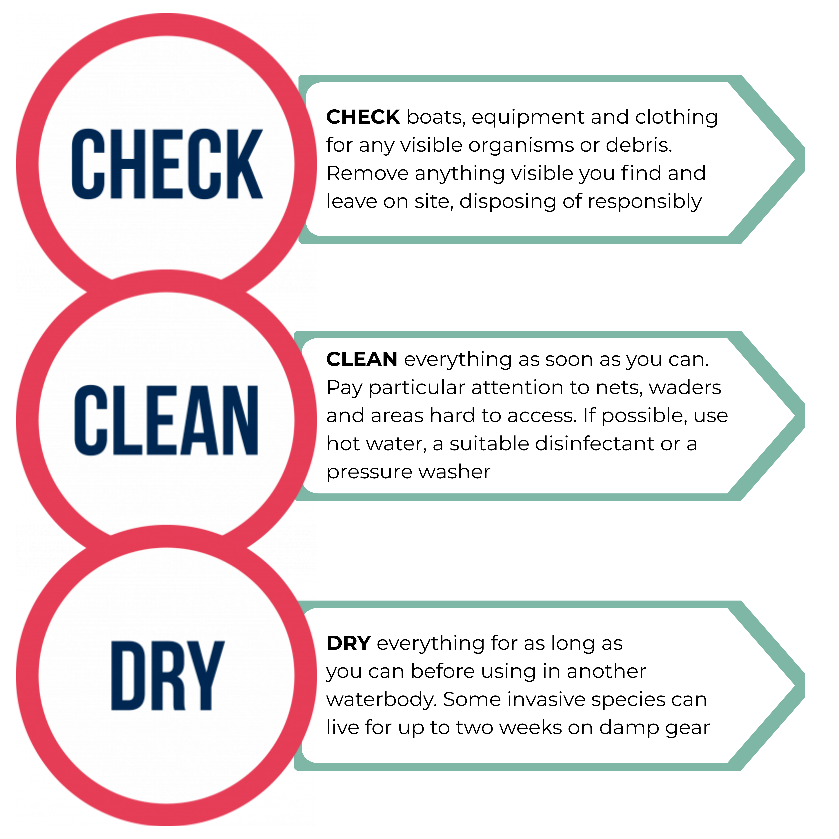 CHECK
CHECK boats, equipment and clothing
for any visible organisms or debris.
Remove anything visible you find and
leave on site, disposing of responsibly
CLEAN
CLEAN everything as soon as you can.
Pay particular attention to nets, waders
and areas hard to access. If possible, use
hot water, a suitable disinfectant or a
pressure washer
DRY
DRY everything for as long as
you can before using in another
waterbody. Some invasive species can
live for up to two weeks on damp gear